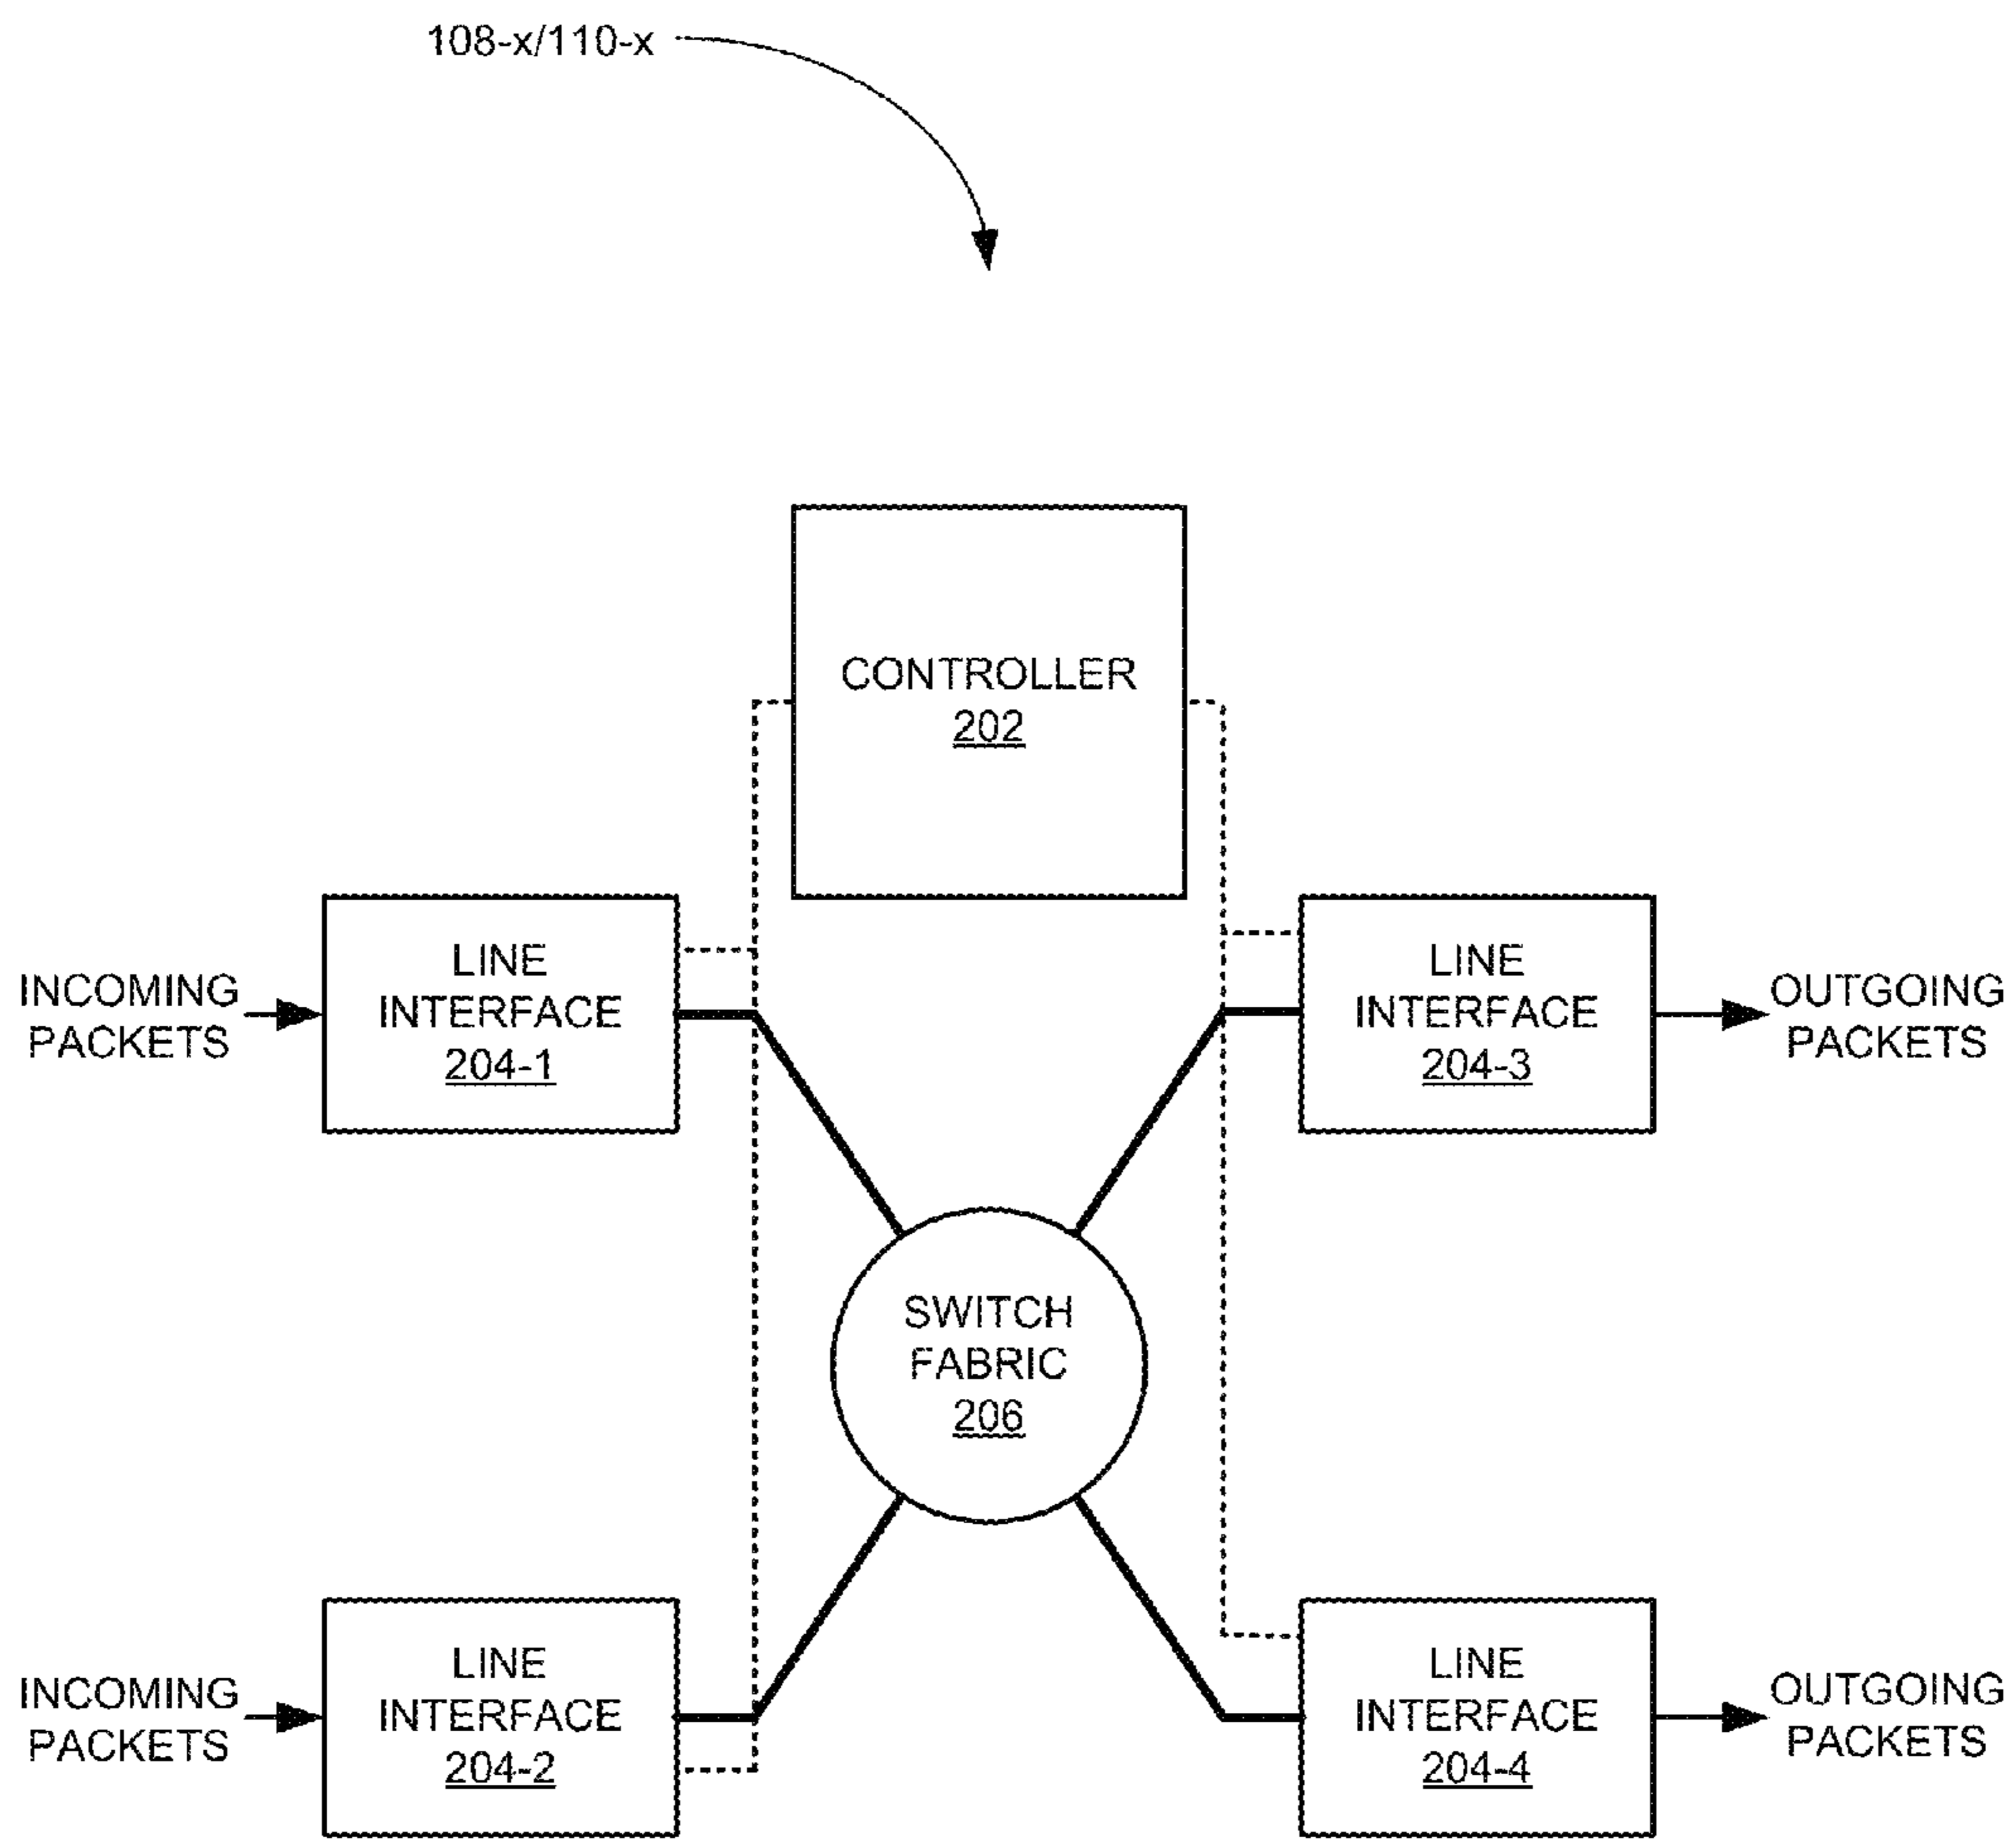 108-x/110-x
CONTROLLER
202
INCOMING
PACKETS
LINE
INTERFACE
204-1
LINE
INTERFACE
204-3
OUTGOING
PACKETS
SWITCH
FABRIC
206
INCOMING
PACKETS
LINE
INTERFACE
204-2
LINE
INTERFACE
204-4
OUTGOING
PACKETS